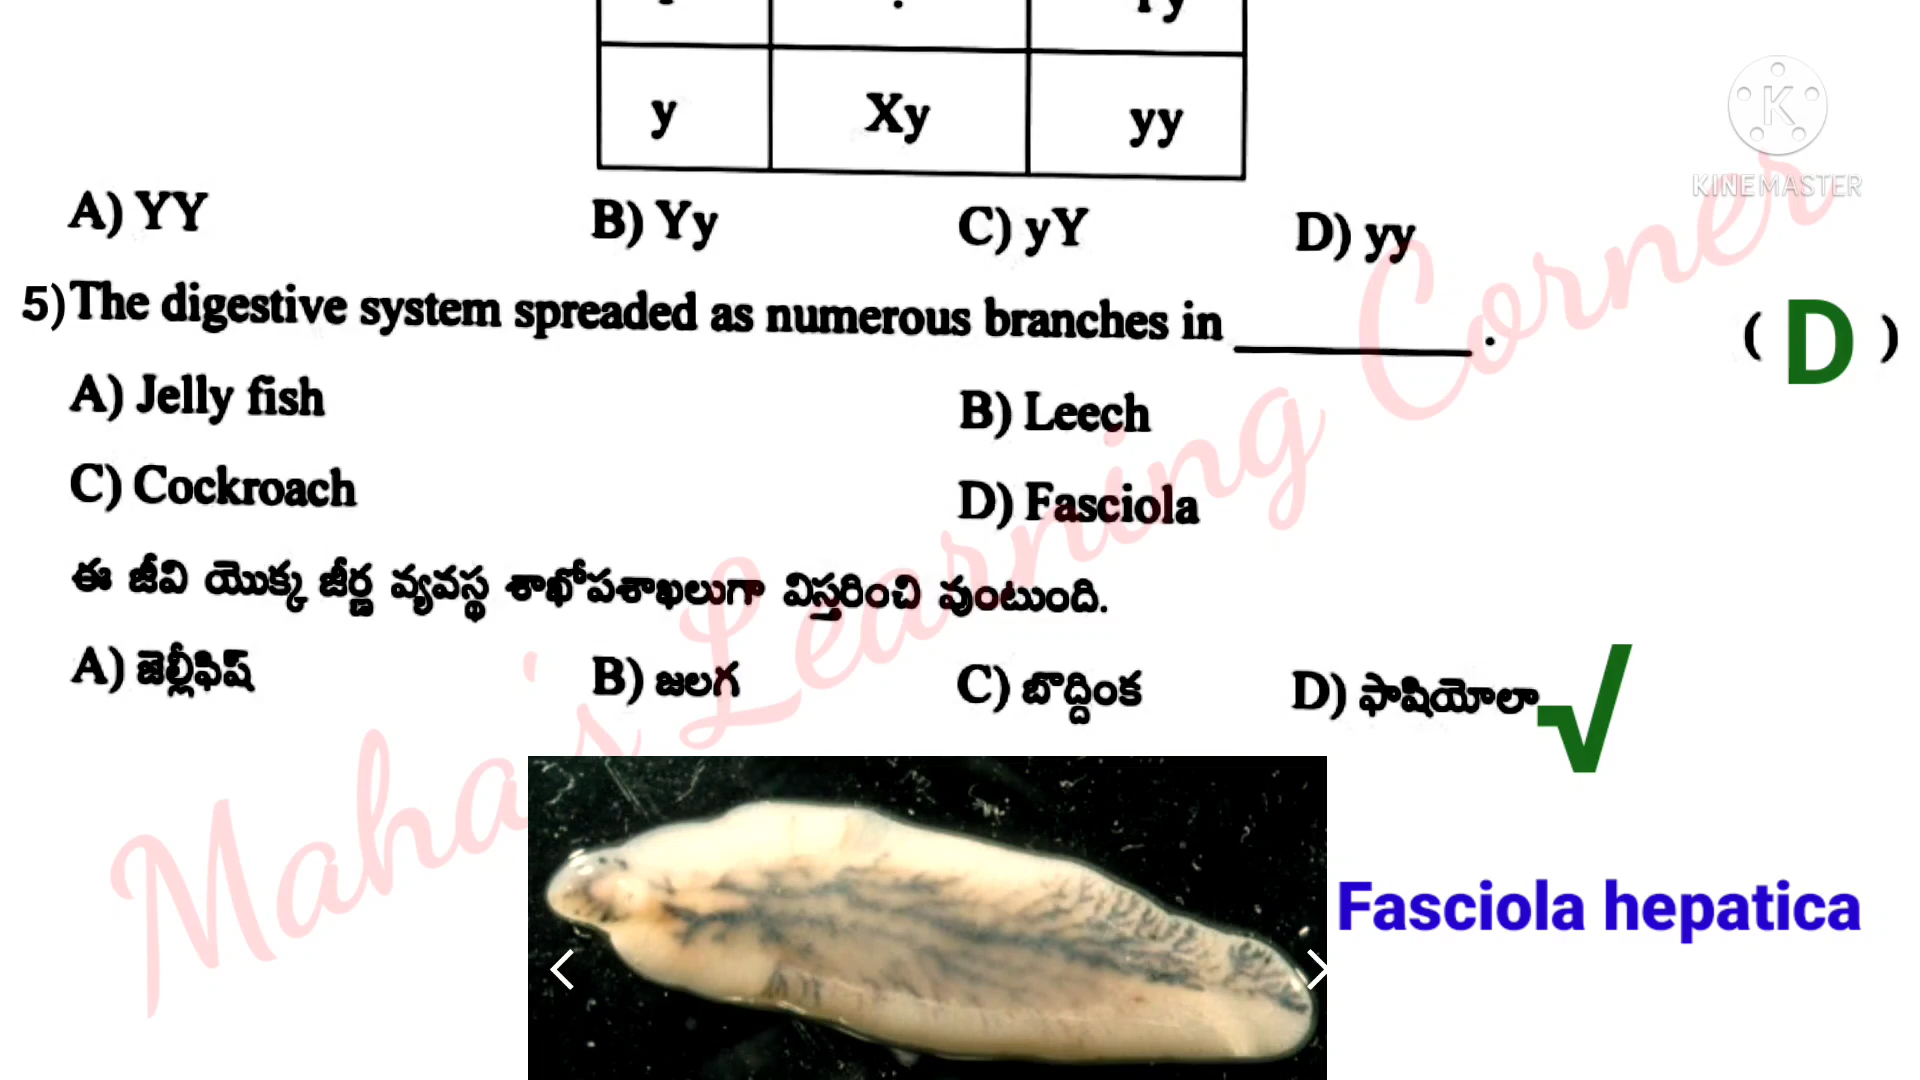 y Xy yy
KINEMASTER
A) YY B) Yy C) yY D) yy
5) The digestive system spreaded as numerous branches in ________ . ( D )
A) Jelly fish B) Leech
C) Cockroach D) Fasciola
ఈ జీవి యొక్క జీర్ణ వ్యవస్థ శాఖోపశాఖలుగా విస్తరించి వుంటుంది.
A) జెల్లీఫిష్ B) జలగ C) బొద్దింక D) ఫాషియోలా √
Maha's Learning Corner
Fasciola hepatica